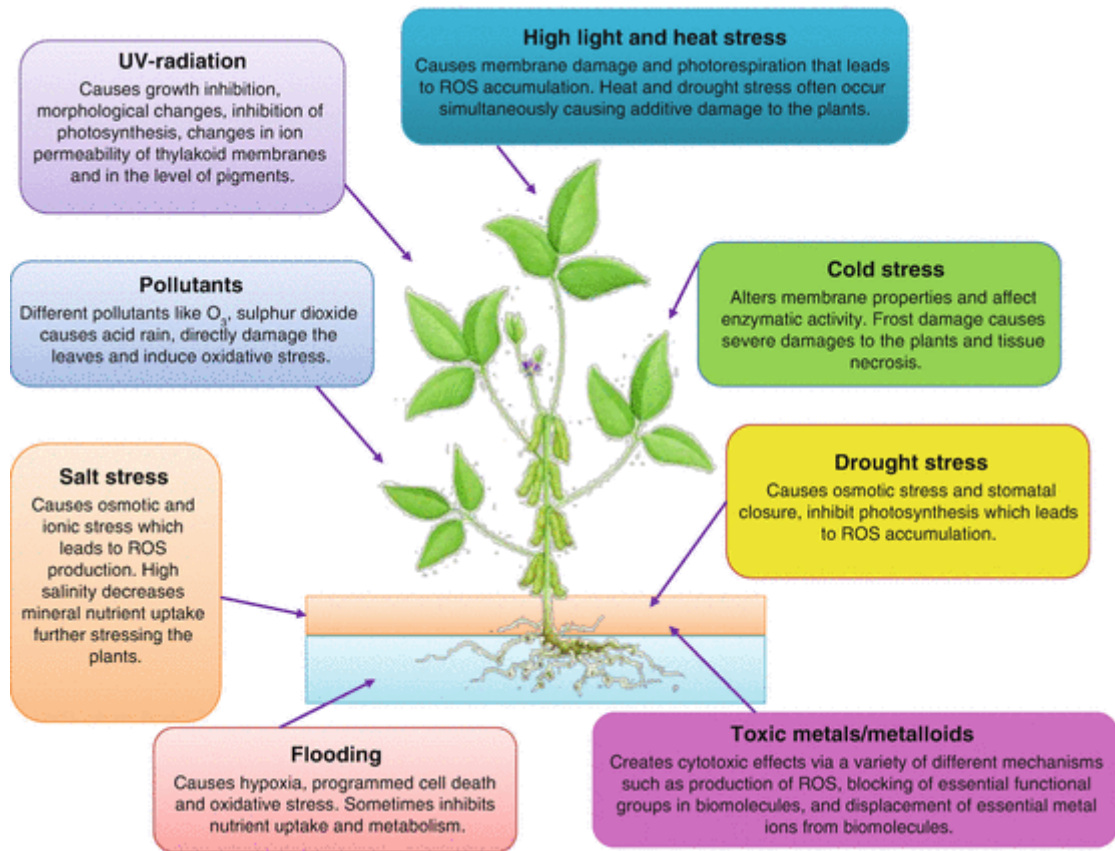 UV-radiation
Causes growth inhibition,
morphological changes, inhibition of
photosynthesis, changes in ion
permeability of thylakoid membranes
and in the level of pigments.
High light and heat stress
Causes membrane damage and photorespiration that leads
to ROS accumulation. Heat and drought stress often occur
simultaneously causing additive damage to the plants.
Pollutants
Different pollutants like O₃, sulphur dioxide
causes acid rain, directly damage the
leaves and induce oxidative stress.
Cold stress
Alters membrane properties and affect
enzymatic activity. Frost damage causes
severe damages to the plants and tissue
necrosis.
Salt stress
Causes osmotic and
ionic stress which
leads to ROS
production. High
salinity decreases
mineral nutrient uptake
further stressing the
plants.
Drought stress
Causes osmotic stress and stomatal
closure, inhibit photosynthesis which leads
to ROS accumulation.
Flooding
Causes hypoxia, programmed cell death
and oxidative stress. Sometimes inhibits
nutrient uptake and metabolism.
Toxic metals/metalloids
Creates cytotoxic effects via a variety of different mechanisms
such as production of ROS, blocking of essential functional
groups in biomolecules, and displacement of essential metal
ions from biomolecules.